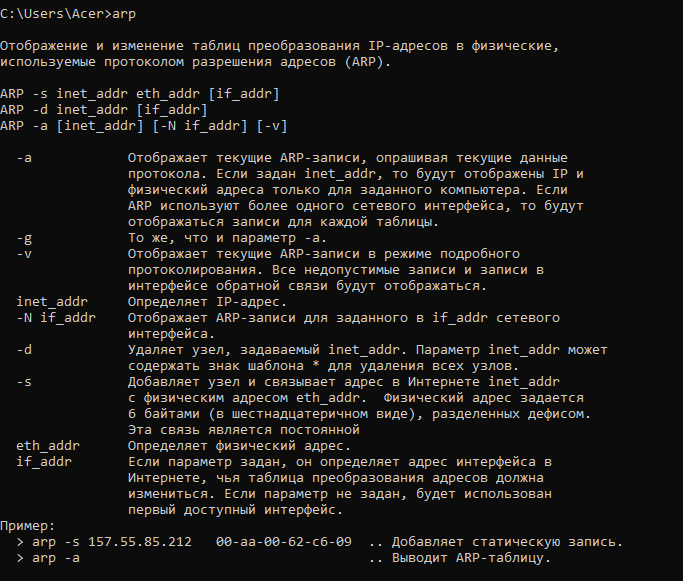 C:\Users\Acer>arp
Отображение и изменение таблиц преобразования IP-адресов в физические,
используемые протоколом разрешения адресов (ARP).
ARP -s inet_addr eth_addr [if_addr]
ARP -d inet_addr [if_addr]
ARP -a [inet_addr] [-N if_addr] [-v]
-a Отображает текущие ARP-записи, опрашивая текущие данные
протокола. Если задан inet_addr, то будут отображены IP и
физический адреса только для заданного компьютера. Если
ARP используют более одного сетевого интерфейса, то будут
отображаться записи для каждой таблицы.
-g То же, что и параметр -a.
-v Отображает текущие ARP-записи в режиме подробного
протоколирования. Все недопустимые записи и записи в
интерфейсе обратной связи будут отображаться.
inet_addr Определяет IP-адрес.
-N if_addr Отображает ARP-записи для заданного в if_addr сетевого
интерфейса.
-d Удаляет узел, задаваемый inet_addr. Параметр inet_addr может
содержать знак шаблона * для удаления всех узлов.
-s Добавляет узел и связывает адрес в Интернете inet_addr
с физическим адресом eth_addr. Физический адрес задается
6 байтами (в шестнадцатеричном виде), разделенных дефисом.
Эта связь является постоянной
eth_addr Определяет физический адрес.
if_addr Если параметр задан, он определяет адрес интерфейса в
Интернете, чья таблица преобразования адресов должна
измениться. Если параметр не задан, будет использован
первый доступный интерфейс.
Пример:
> arp -s 157.55.85.212 00-aa-00-62-c6-09 .. Добавляет статическую запись.
> arp -a .. Выводит ARP-таблицу.